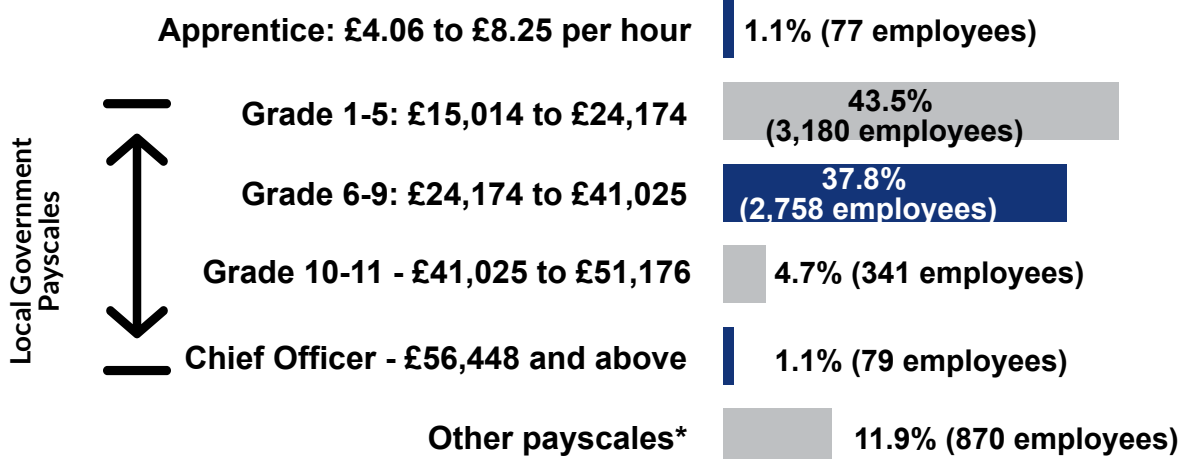 Apprentice: £4.06 to £8.25 per hour
1.1% (77 employees)
Local Government
Payscales
Grade 1-5: £15,014 to £24,174
43.5%
(3,180 employees)
Grade 6-9: £24,174 to £41,025
37.8%
(2,758 employees)
Grade 10-11 - £41,025 to £51,176
4.7% (341 employees)
Chief Officer - £56,448 and above
1.1% (79 employees)
Other payscales*
11.9% (870 employees)